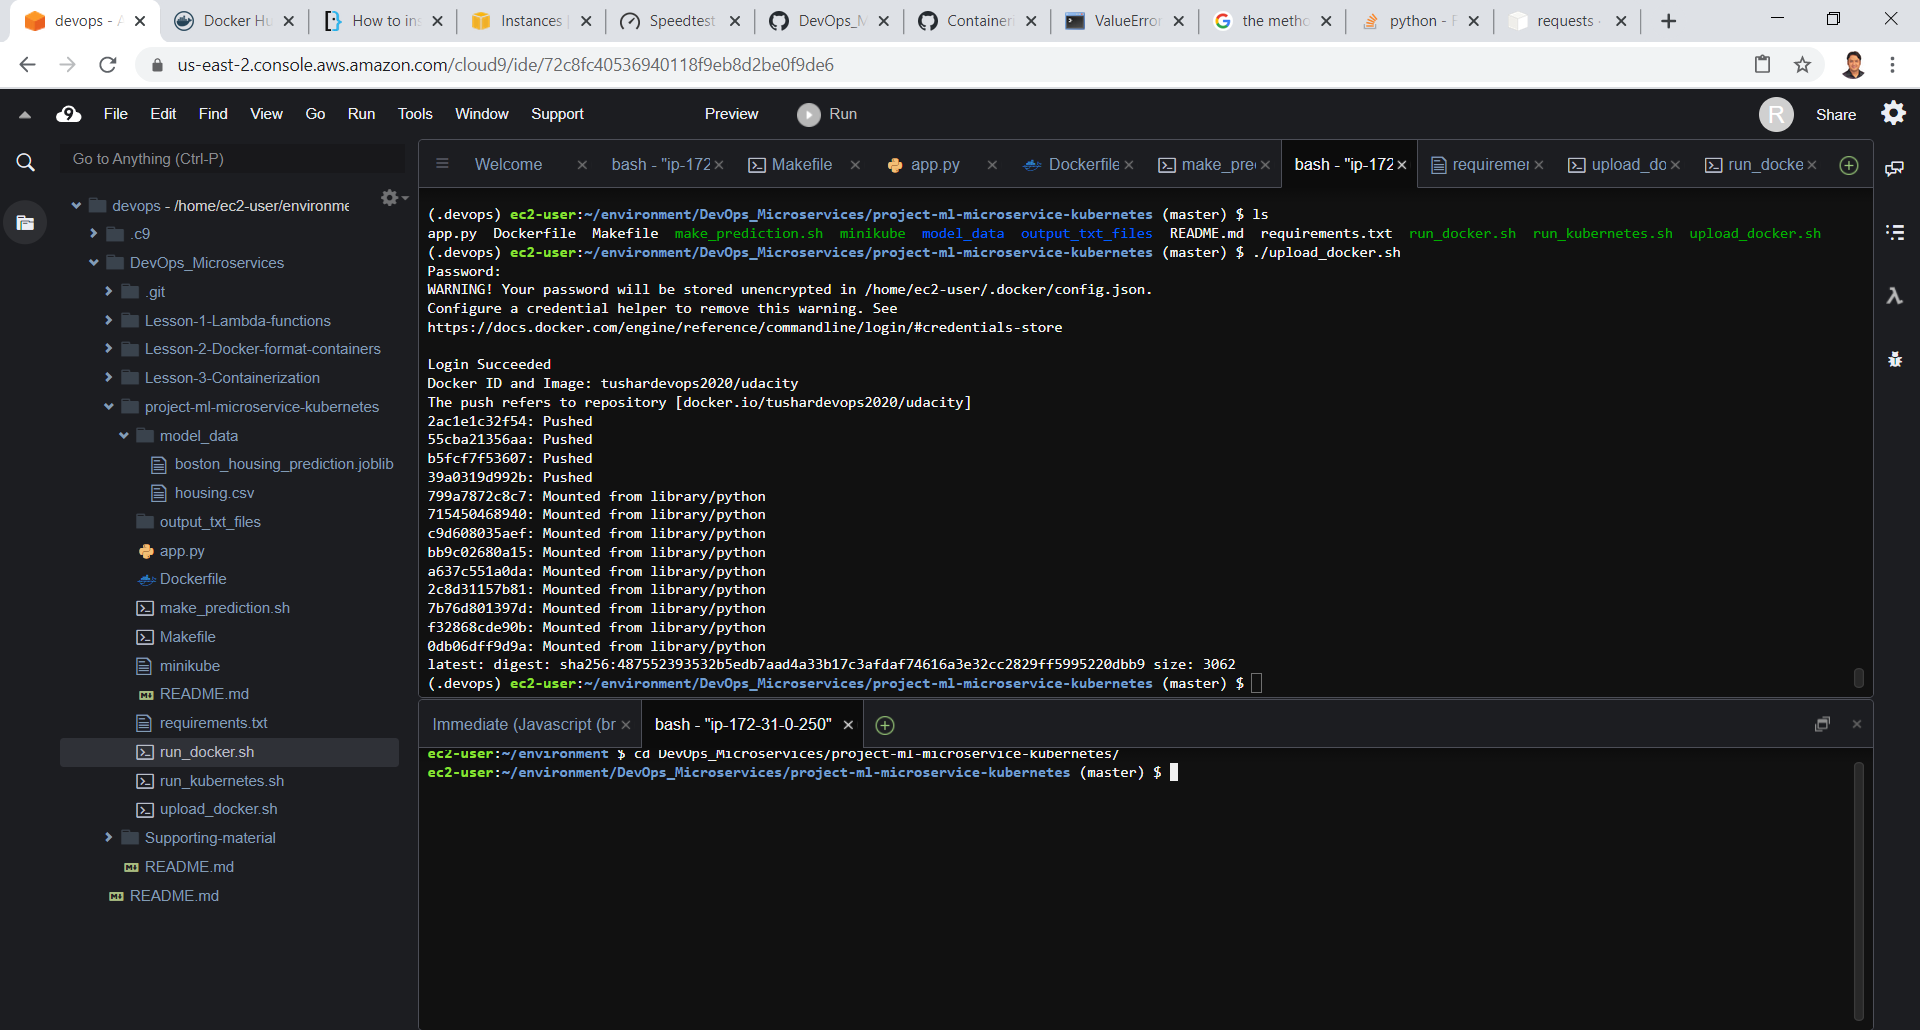 devops - A
Docker Hu
How to ins
Instances |
Speedtest
DevOps_M
Containeri
ValueError
the metho
python - F
requests ·
us-east-2.console.aws.amazon.com/cloud9/ide/72c8fc40536940118f9eb8d2be0f9de6
9 File Edit Find View Go Run Tools Window Support Preview Run R Share
Go to Anything (Ctrl-P)
Welcome bash - "ip-172 Makefile app.py Dockerfile make_pre bash - "ip-172 requiremer upload_do run_docke
devops - /home/ec2-user/environme
.c9
DevOps_Microservices
.git
Lesson-1-Lambda-functions
Lesson-2-Docker-format-containers
Lesson-3-Containerization
project-ml-microservice-kubernetes
model_data
boston_housing_prediction.joblib
housing.csv
output_txt_files
app.py
Dockerfile
make_prediction.sh
Makefile
minikube
README.md
requirements.txt
run_docker.sh
run_kubernetes.sh
upload_docker.sh
Supporting-material
README.md
README.md
(.devops) ec2-user:~/environment/DevOps_Microservices/project-ml-microservice-kubernetes (master) $ ls
app.py Dockerfile Makefile make_prediction.sh minikube model_data output_txt_files README.md requirements.txt run_docker.sh run_kubernetes.sh upload_docker.sh
(.devops) ec2-user:~/environment/DevOps_Microservices/project-ml-microservice-kubernetes (master) $ ./upload_docker.sh
Password:
WARNING! Your password will be stored unencrypted in /home/ec2-user/.docker/config.json.
Configure a credential helper to remove this warning. See
https://docs.docker.com/engine/reference/commandline/login/#credentials-store
Login Succeeded
Docker ID and Image: tushardevops2020/udacity
The push refers to repository [docker.io/tushardevops2020/udacity]
2ac1e1c32f54: Pushed
55cba21356aa: Pushed
b5fcf7f53607: Pushed
39a0319d992b: Pushed
799a7872c8c7: Mounted from library/python
715450468940: Mounted from library/python
c9d608035aef: Mounted from library/python
bb9c02680a15: Mounted from library/python
a637c551a0da: Mounted from library/python
2c8d31157b81: Mounted from library/python
7b76d801397d: Mounted from library/python
f32868cde90b: Mounted from library/python
0db06dff9d9a: Mounted from library/python
latest: digest: sha256:487552393532b5edb7aad4a33b17c3afdaf74616a3e32cc2829ff5995220dbb9 size: 3062
(.devops) ec2-user:~/environment/DevOps_Microservices/project-ml-microservice-kubernetes (master) $
Immediate (Javascript (br bash - "ip-172-31-0-250"
ec2-user:~/environment $ cd DevOps_Microservices/project-ml-microservice-kubernetes/
ec2-user:~/environment/DevOps_Microservices/project-ml-microservice-kubernetes (master) $